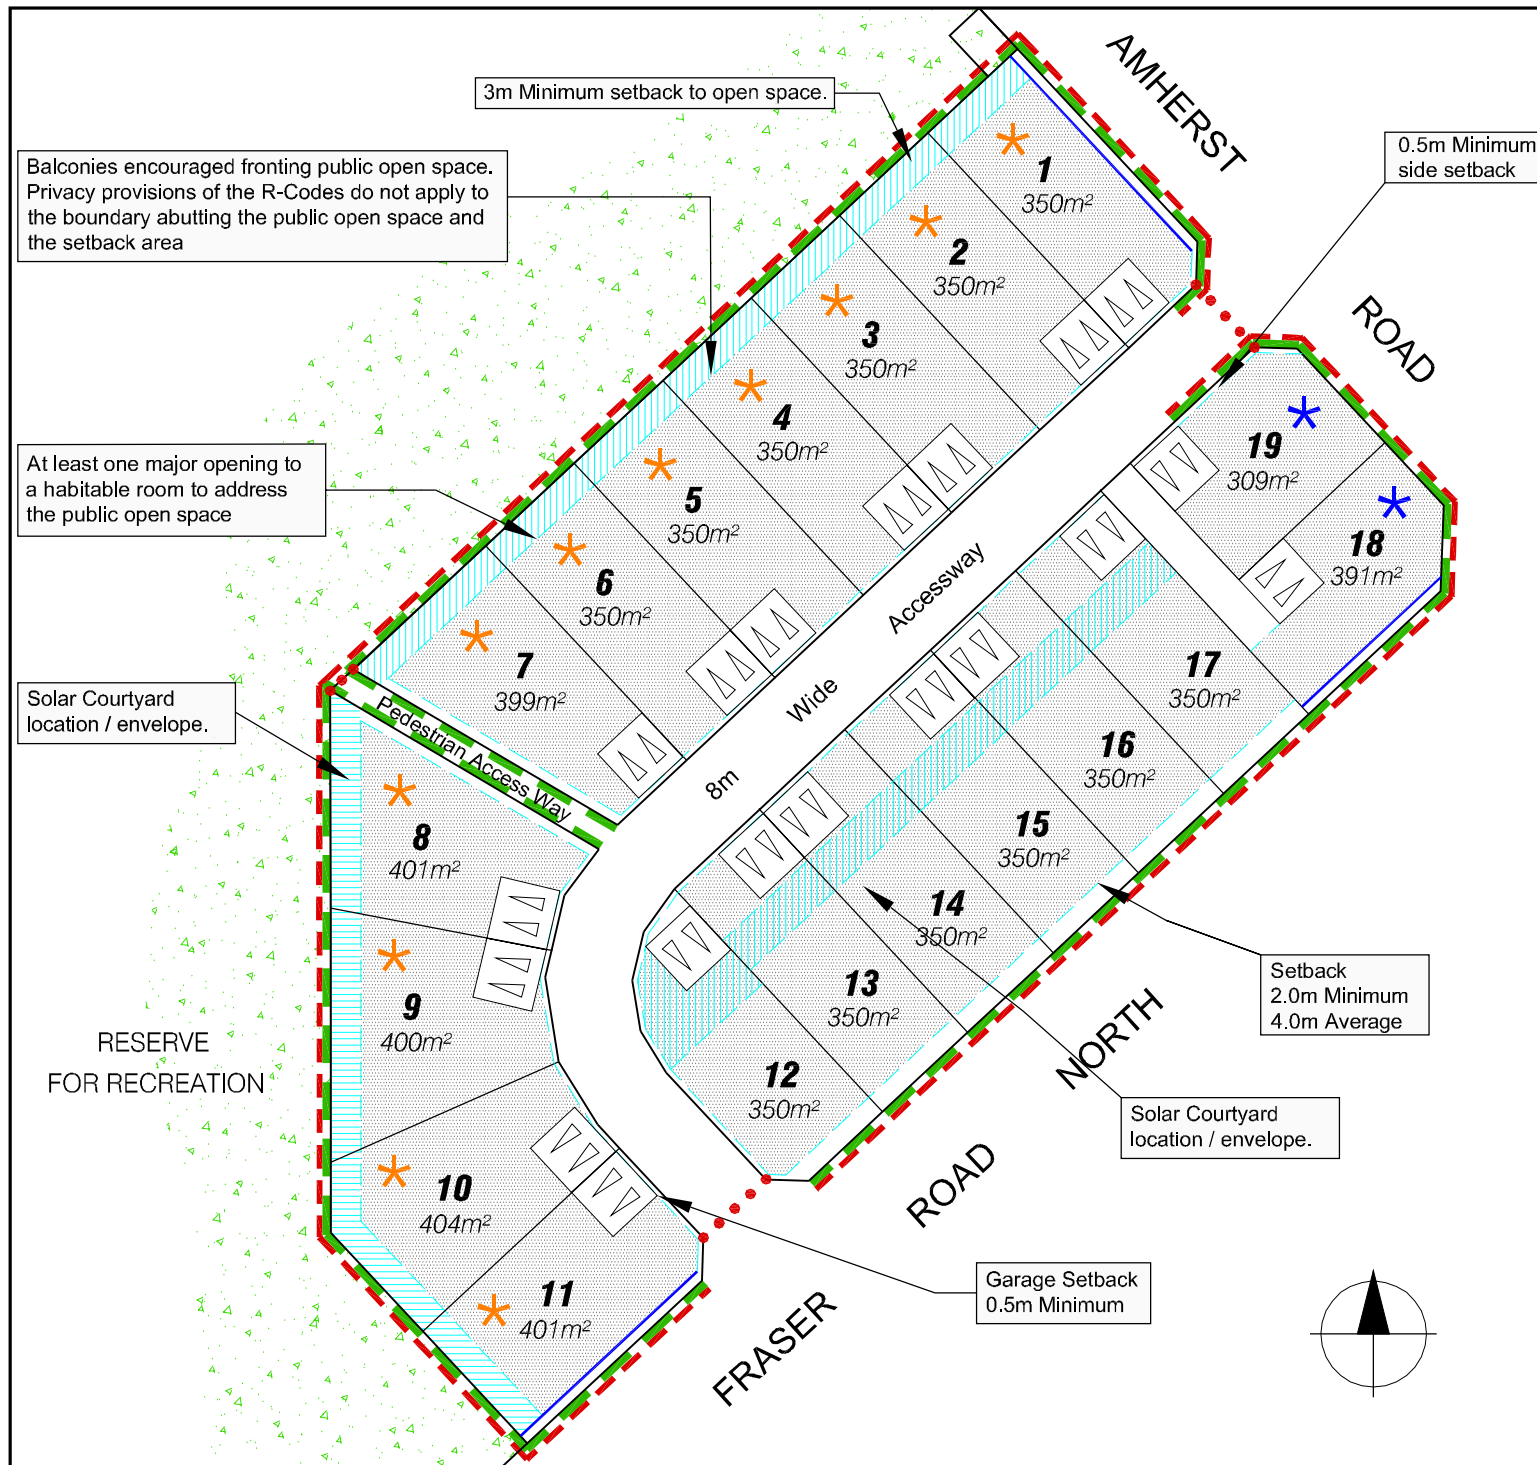 3m Minimum setback to open space.
AMHERST
ROAD
0.5m Minimum
side setback
Balconies encouraged fronting public open space.
Privacy provisions of the R-Codes do not apply to
the boundary abutting the public open space and
the setback area
1
350m²
2
350m²
3
350m²
4
350m²
5
350m²
6
350m²
7
399m²
19
309m²
18
391m²
At least one major opening to
a habitable room to address
the public open space
Solar Courtyard
location / envelope.
Pedestrian Access Way
8m Wide Accessway
17
350m²
16
350m²
15
350m²
14
350m²
13
350m²
12
350m²
8
401m²
9
400m²
10
404m²
11
401m²
RESERVE
FOR RECREATION
Setback
2.0m Minimum
4.0m Average
Solar Courtyard
location / envelope.
Garage Setback
0.5m Minimum
FRASER
ROAD
NORTH